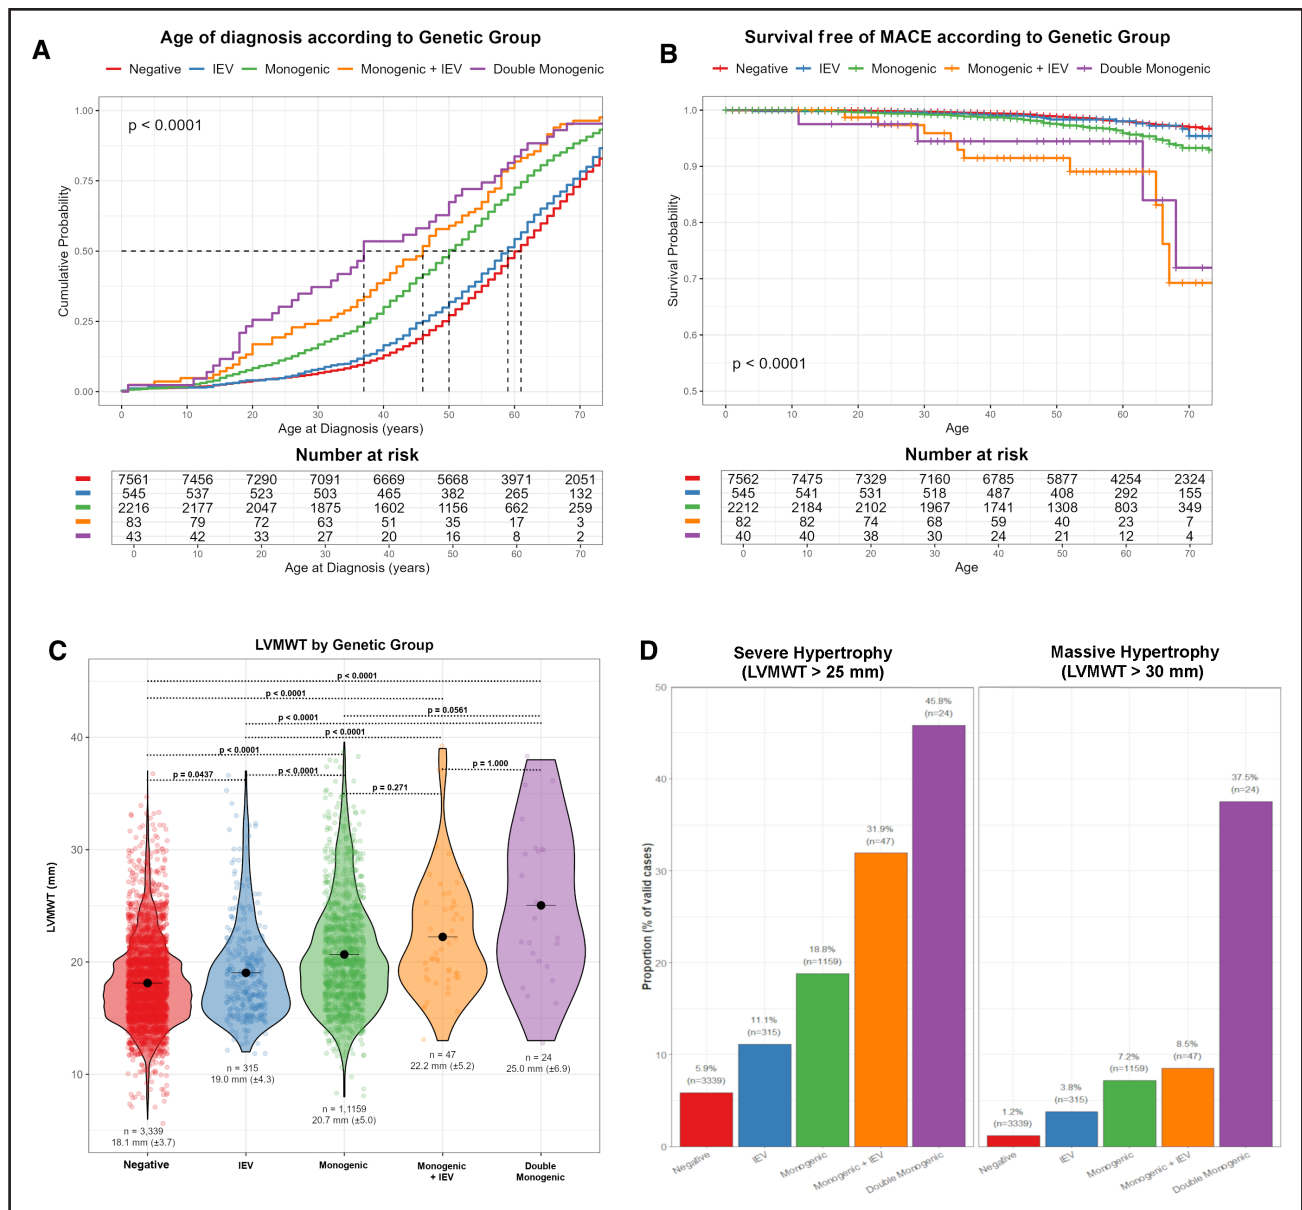 A
Age of diagnosis according to Genetic Group
Negative IEV Monogenic Monogenic + IEV Double Monogenic
p < 0.0001
Cumulative Probability
1.00
0.75
0.50
0.25
0.00
0 10 20 30 40 50 60 70
Age at Diagnosis (years)
Number at risk
7561 7456 7290 7091 6669 5668 3971 2051
545 537 523 503 465 382 265 132
2216 2177 2047 1875 1602 1156 662 259
83 79 72 63 51 35 17 3
43 42 33 27 20 16 8 2
0 10 20 30 40 50 60 70
Age at Diagnosis (years)
B
Survival free of MACE according to Genetic Group
Negative IEV Monogenic Monogenic + IEV Double Monogenic
Survival Probability
1.0
0.9
0.8
0.7
0.6
0.5
p < 0.0001
0 10 20 30 40 50 60 70
Age
Number at risk
7562 7475 7329 7160 6785 5877 4254 2324
545 541 531 518 487 408 292 155
2212 2184 2102 1967 1741 1308 803 349
82 82 74 68 59 40 23 7
40 40 38 30 24 21 12 4
0 10 20 30 40 50 60 70
Age
C
LVMWT by Genetic Group
LVMWT (mm)
40
30
20
10
p < 0.0001
p < 0.0001
p = 0.0561
p < 0.0001
p < 0.0001
p < 0.0001
p = 1.000
p = 0.0437
p < 0.0001
p = 0.271
n = 3,339
18.1 mm (±3.7)
n = 315
19.0 mm (±4.3)
n = 1,1159
20.7 mm (±5.0)
n = 47
22.2 mm (±5.2)
n = 24
25.0 mm (±6.9)
Negative
IEV
Monogenic
Monogenic
+ IEV
Double
Monogenic
D
Severe Hypertrophy
(LVMWT > 25 mm)
Massive Hypertrophy
(LVMWT > 30 mm)
Proportion (% of valid cases)
50
40
30
20
10
0
5.9%
(n=3339)
11.1%
(n=315)
18.8%
(n=1159)
31.9%
(n=47)
45.8%
(n=24)
Negative
IEV
Monogenic
Monogenic + IEV
Double Monogenic
1.2%
(n=3339)
3.8%
(n=315)
7.2%
(n=1159)
8.5%
(n=47)
37.5%
(n=24)
Negative
IEV
Monogenic
Monogenic + IEV
Double Monogenic